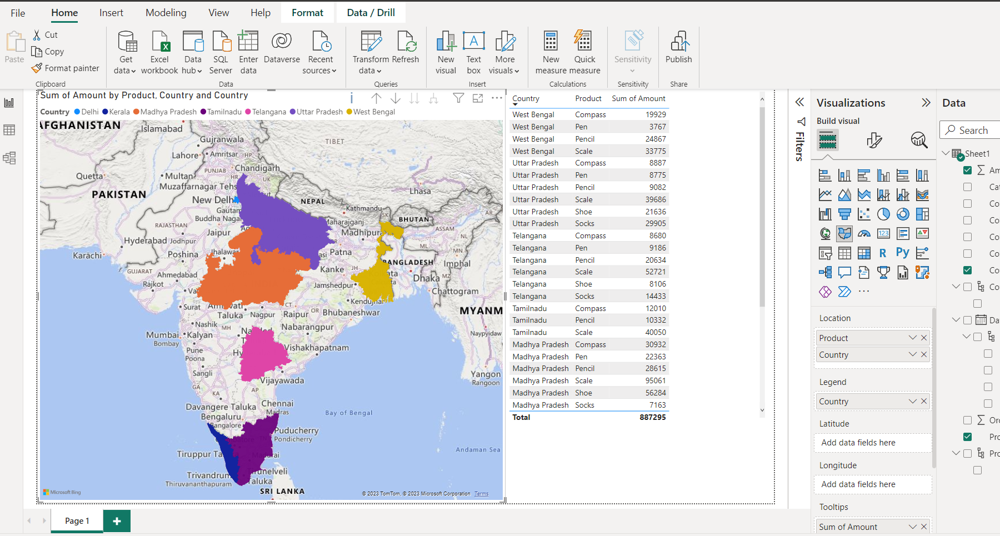 File Home Insert Modeling View Help Format Data / Drill
Paste
Cut
Copy
Format painter
Clipboard
Get data
Excel workbook
Data hub
SQL Server
Enter data
Dataverse
Recent sources
Data
Transform data
Refresh
Queries
New visual
Text box
More visuals
Insert
New measure
Quick measure
Calculations
Sensitivity
Sensitivity
Publish
Share
Sum of Amount by Product, Country and Country
Country Delhi Kerala Madhya Pradesh Tamilnadu Telangana Uttar Pradesh West Bengal
AFGHANISTAN
Islamabad
Gujranwala
TIBET
Lahore
Amritsar
HP
Chandigarh
PUNJAB
HR
UK
Quetta
Multan
Muzaffarnagar Tehs
Lhasa
PAKISTAN
New Delh
NEPAL
Kathmandu
SK
AR
Gautam
Buddha Nagar
BHUTAN
RAJASTHAN
Maharajganj
ASSAM
Jaipur
Madhipur
NL
Hyderabad
Jodhpur
ML
Karāchi
Poshina
Jhalawar
Patna
MN
BANGLADESH
Imphal
GUJARAT
Ahmedabad
Kanke
JH
Dhaka
MZ
Rajkot
Va
Jamshedpur
Chattogram
Surat
Kendujhar
MYANM
Taluka
Nagpur
CT
Raipur
OR
Bhubaneswar
Nashik
MH
Nabarangpur
Naypyidaw
Mumbai
Bombay
Kalyan
Pune
Poona
Hy
Vishakhapatnam
Sangli
Yangon
Rangoon
GA
Vijayawada
KA
AP
Davangere Taluka
Chennai
Madras
Bengaluru
Bangalore
Bay of Bengal
Puducherry
Pondicherry
Andaman Sea
Tiruppur Ta
Madurai
Trivandrum
Thiruvananthapuram
Tirunelveli
Taluka
SRI LANKA
Microsoft Bing
© 2023 TomTom, © 2023 Microsoft Corporation Terms
Country Product Sum of Amount
West Bengal Compass 19929
West Bengal Pen 3767
West Bengal Pencil 24867
West Bengal Scale 33775
Uttar Pradesh Compass 8887
Uttar Pradesh Pen 8775
Uttar Pradesh Pencil 9082
Uttar Pradesh Scale 39686
Uttar Pradesh Shoe 21636
Uttar Pradesh Socks 29905
Telangana Compass 8680
Telangana Pen 9186
Telangana Pencil 20634
Telangana Scale 52721
Telangana Shoe 8106
Telangana Socks 14433
Tamilnadu Compass 12010
Tamilnadu Pencil 10332
Tamilnadu Scale 40050
Madhya Pradesh Compass 30932
Madhya Pradesh Pen 22363
Madhya Pradesh Pencil 28615
Madhya Pradesh Scale 95061
Madhya Pradesh Shoe 56284
Madhya Pradesh Socks 7163
Total 887295
Filters
Visualizations
Build visual
123
R
Py
Location
Product
Country
Legend
Country
Latitude
Add data fields here
Longitude
Add data fields here
Tooltips
Sum of Amount
Data
Search
Sheet1
Am
Cat
Co
Co
Co
Co
Co
Co
Da
Ord
Pro
Pro
Page 1